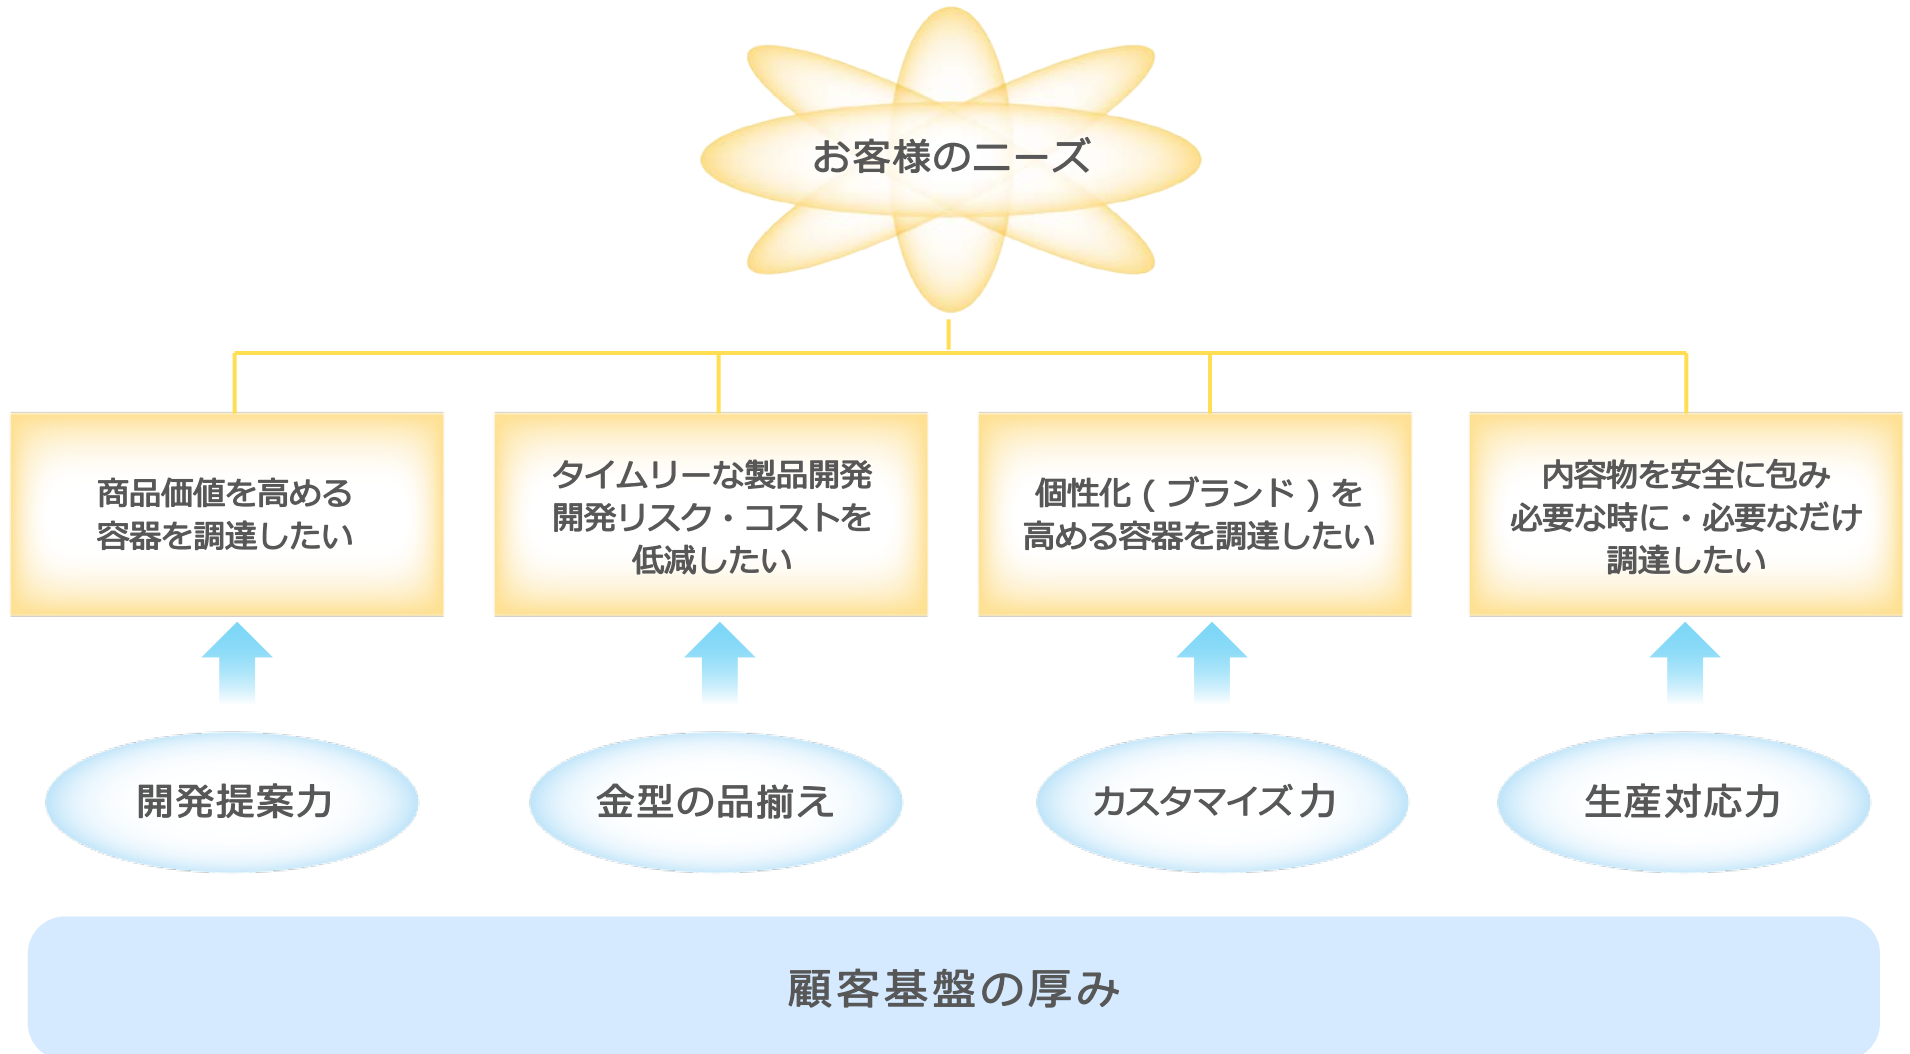 お客様のニーズ
商品価値を高める
容器を調達したい
タイムリーな製品開発
開発リスク・コストを
低減したい
個性化(ブランド)を
高める容器を調達したい
内容物を安全に包み
必要な時に・必要なだけ
調達したい
開発提案力
金型の品揃え
カスタマイズ力
生産対応力
顧客基盤の厚み